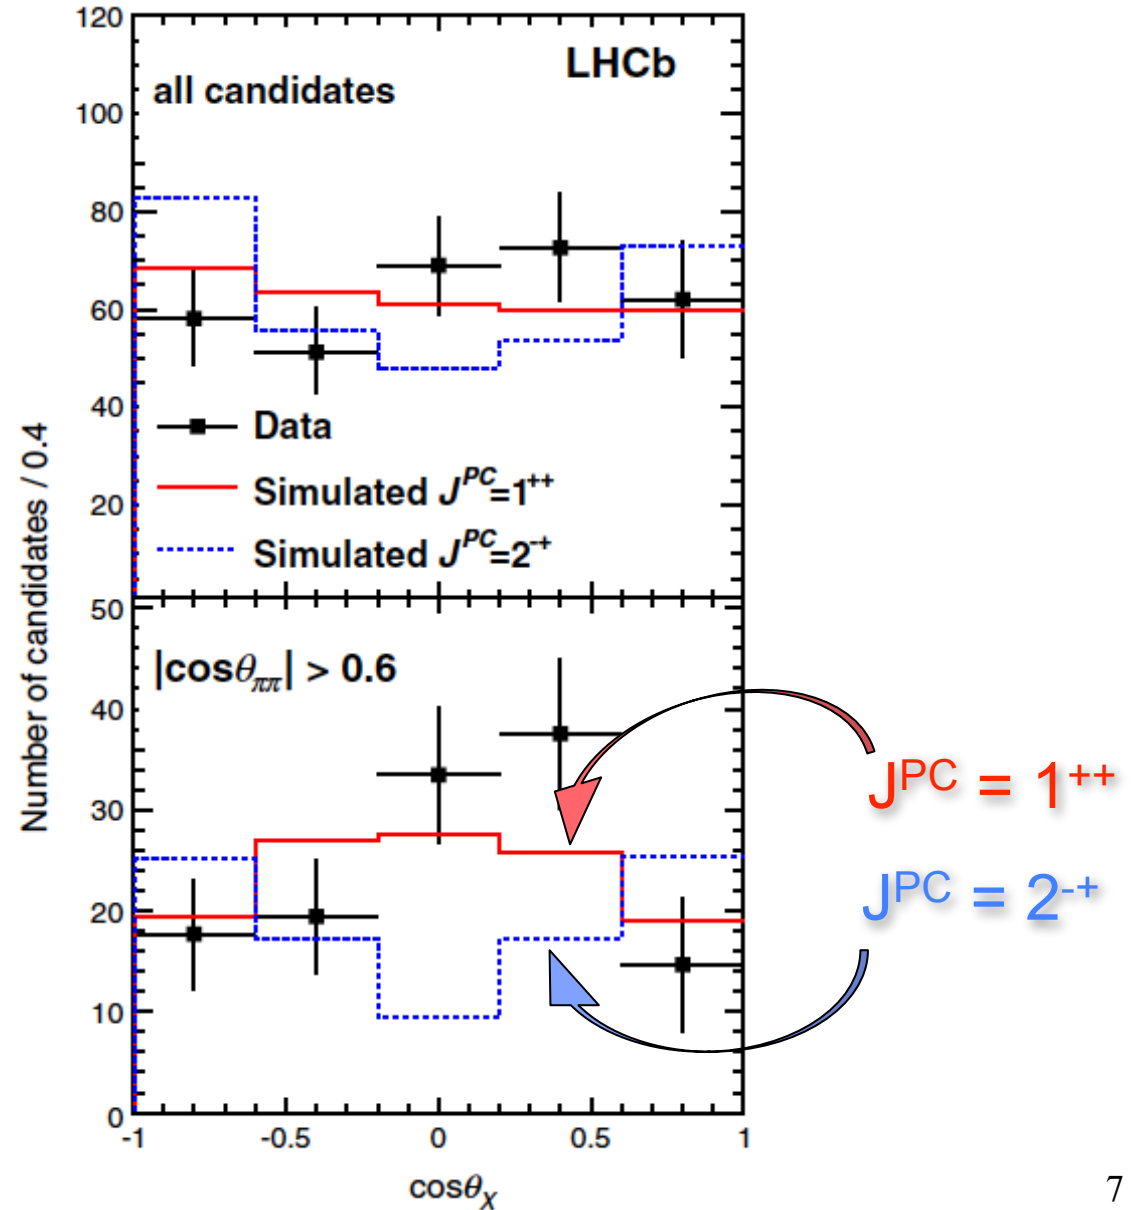 120
LHCb
all candidates
100
80
60
40
Data
Simulated J^PC=1^++
20
Simulated J^PC=2^-+
Number of candidates / 0.4
50
|cosθ_ππ| > 0.6
40
J^PC = 1^++
30
J^PC = 2^-+
20
10
0
-1 -0.5 0 0.5 1
cosθ_X
7